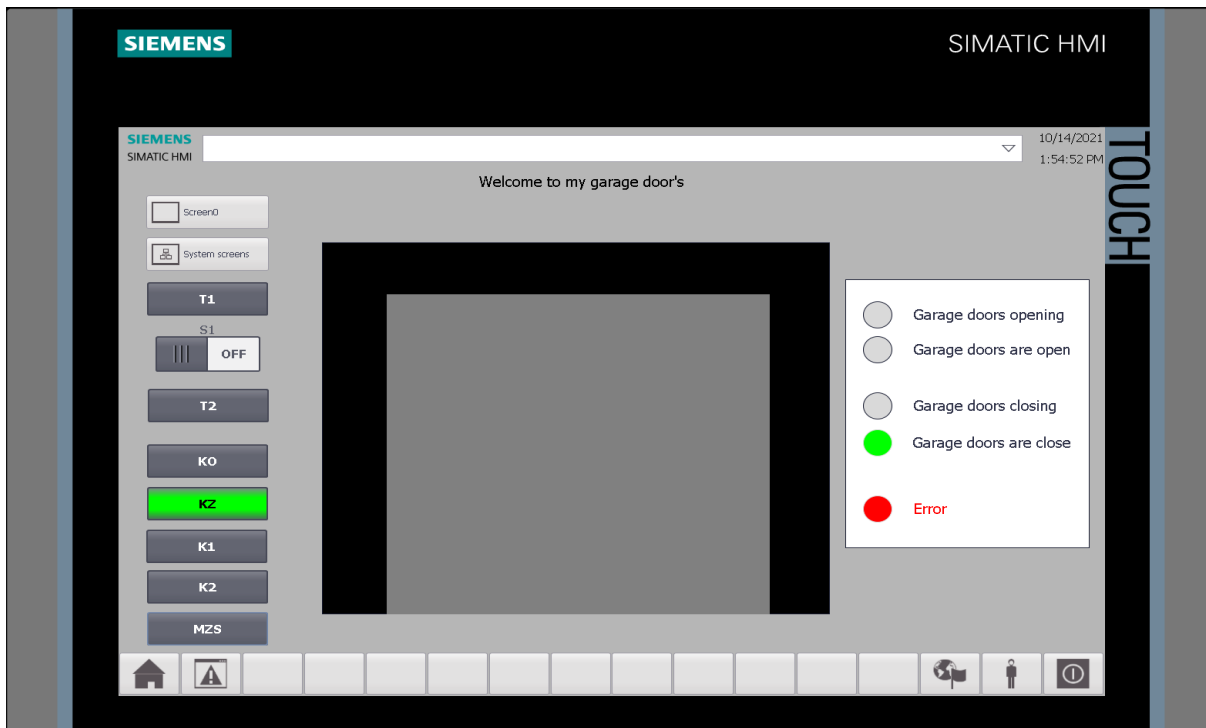 SIEMENS
SIMATIC HMI
TOUCH
SIEMENS
SIMATIC HMI
10/14/2021
1:54:52 PM
Welcome to my garage door's
Screen0
System screens
T1
S1
OFF
T2
KO
KZ
K1
K2
MZS
Garage doors opening
Garage doors are open
Garage doors closing
Garage doors are close
Error